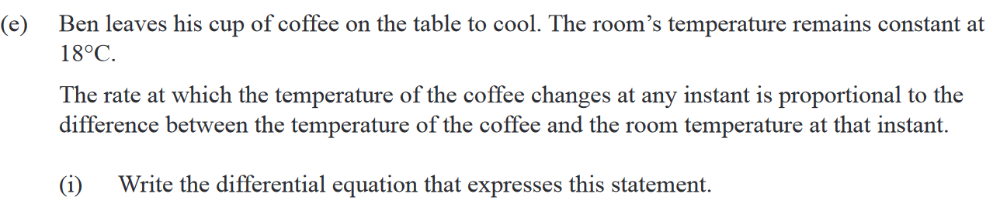 (e) Ben leaves his cup of coffee on the table to cool. The room’s temperature remains constant at
18°C.
The rate at which the temperature of the coffee changes at any instant is proportional to the
difference between the temperature of the coffee and the room temperature at that instant.
(i) Write the differential equation that expresses this statement.